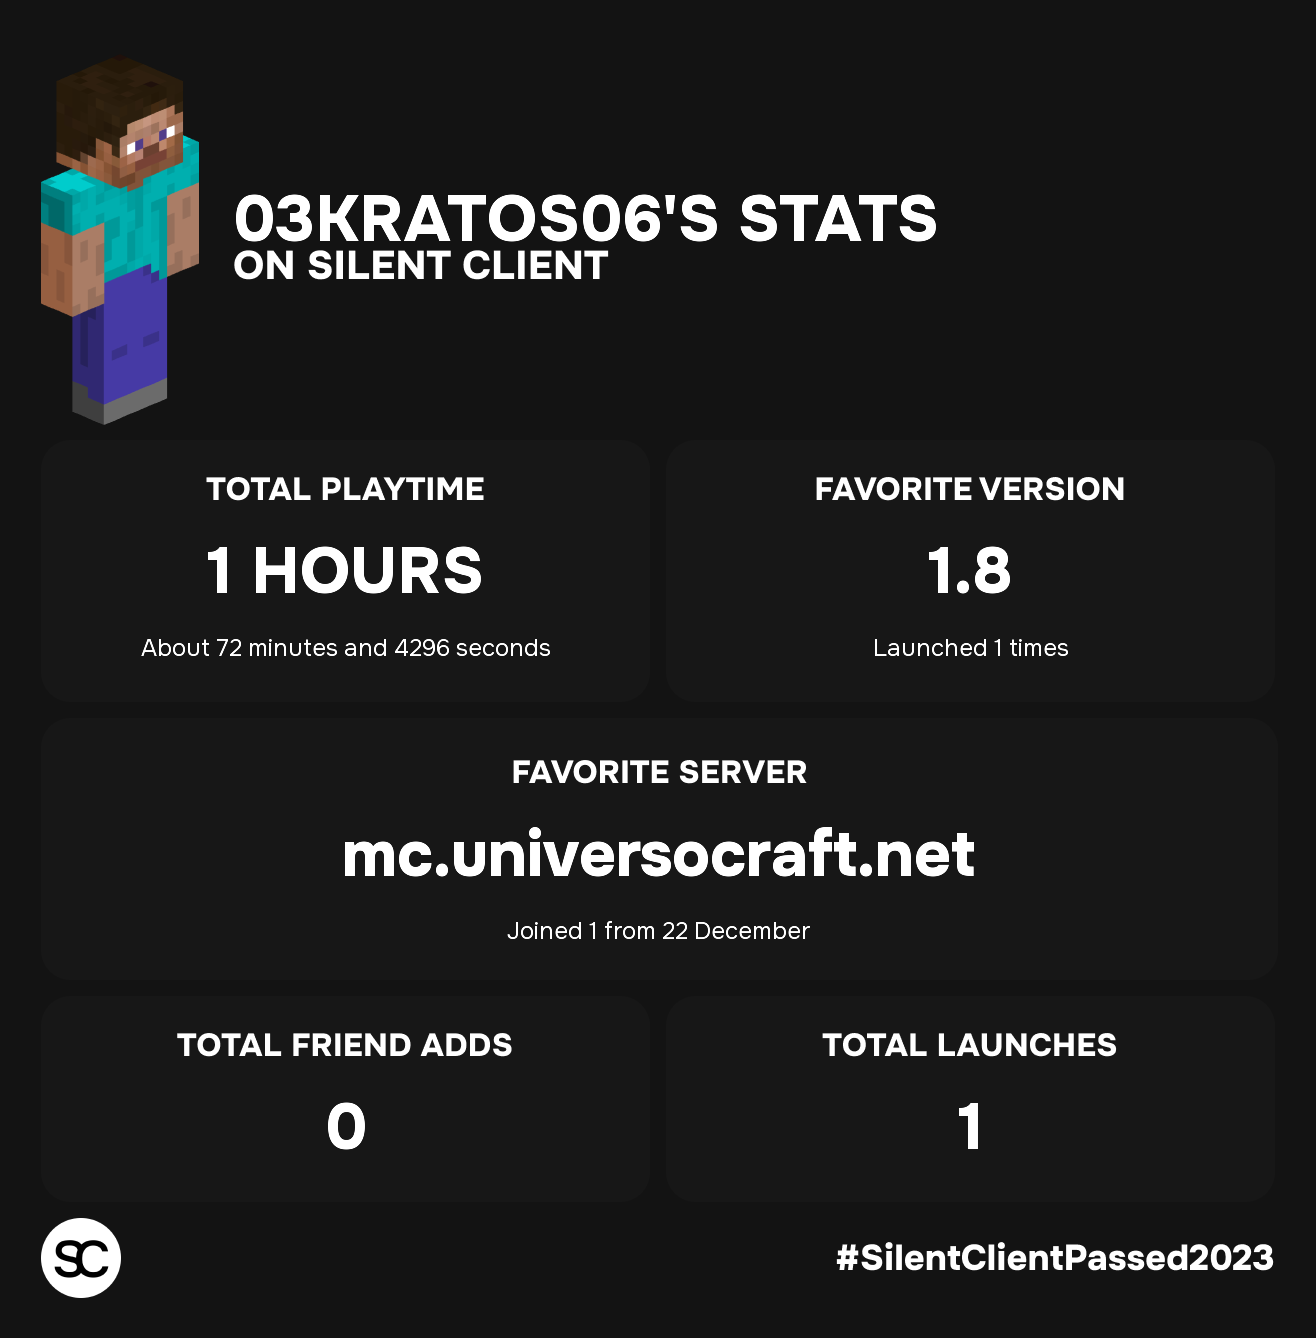 03KRATOS06'S STATS
ON SILENT CLIENT
TOTAL PLAYTIME
1 HOURS
About 72 minutes and 4296 seconds
FAVORITE VERSION
1.8
Launched 1 times
FAVORITE SERVER
mc.universocraft.net
Joined 1 from 22 December
TOTAL FRIEND ADDS
0
TOTAL LAUNCHES
1
SC
#SilentClientPassed2023